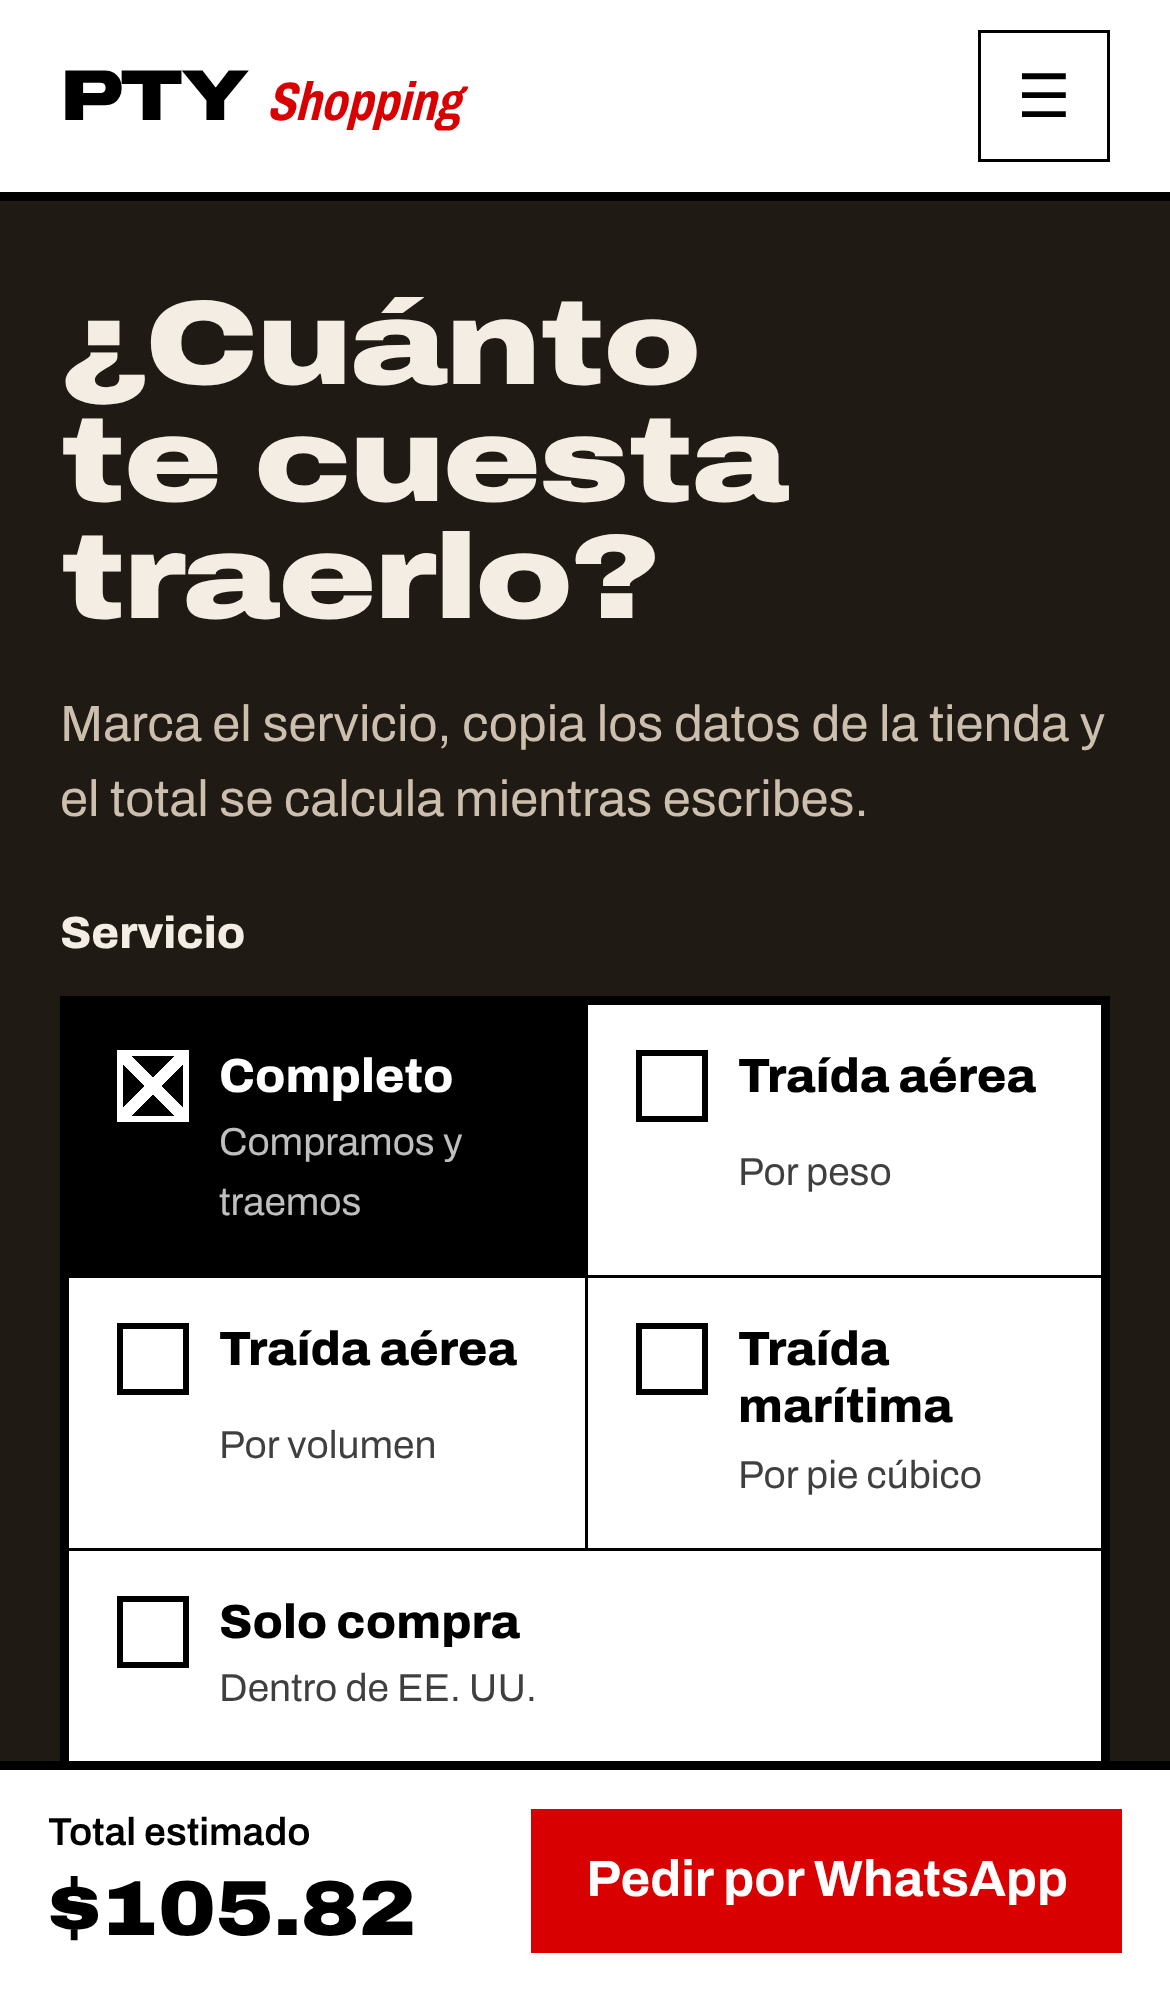 PTY Shopping
¿Cuánto
te cuesta
traerlo?
Marca el servicio, copia los datos de la tienda y
el total se calcula mientras escribes.
Servicio
Completo
Compramos y
traemos
Traída aérea
Por peso
Traída aérea
Por volumen
Traída
marítima
Por pie cúbico
Solo compra
Dentro de EE. UU.
Total estimado
$105.82
Pedir por WhatsApp